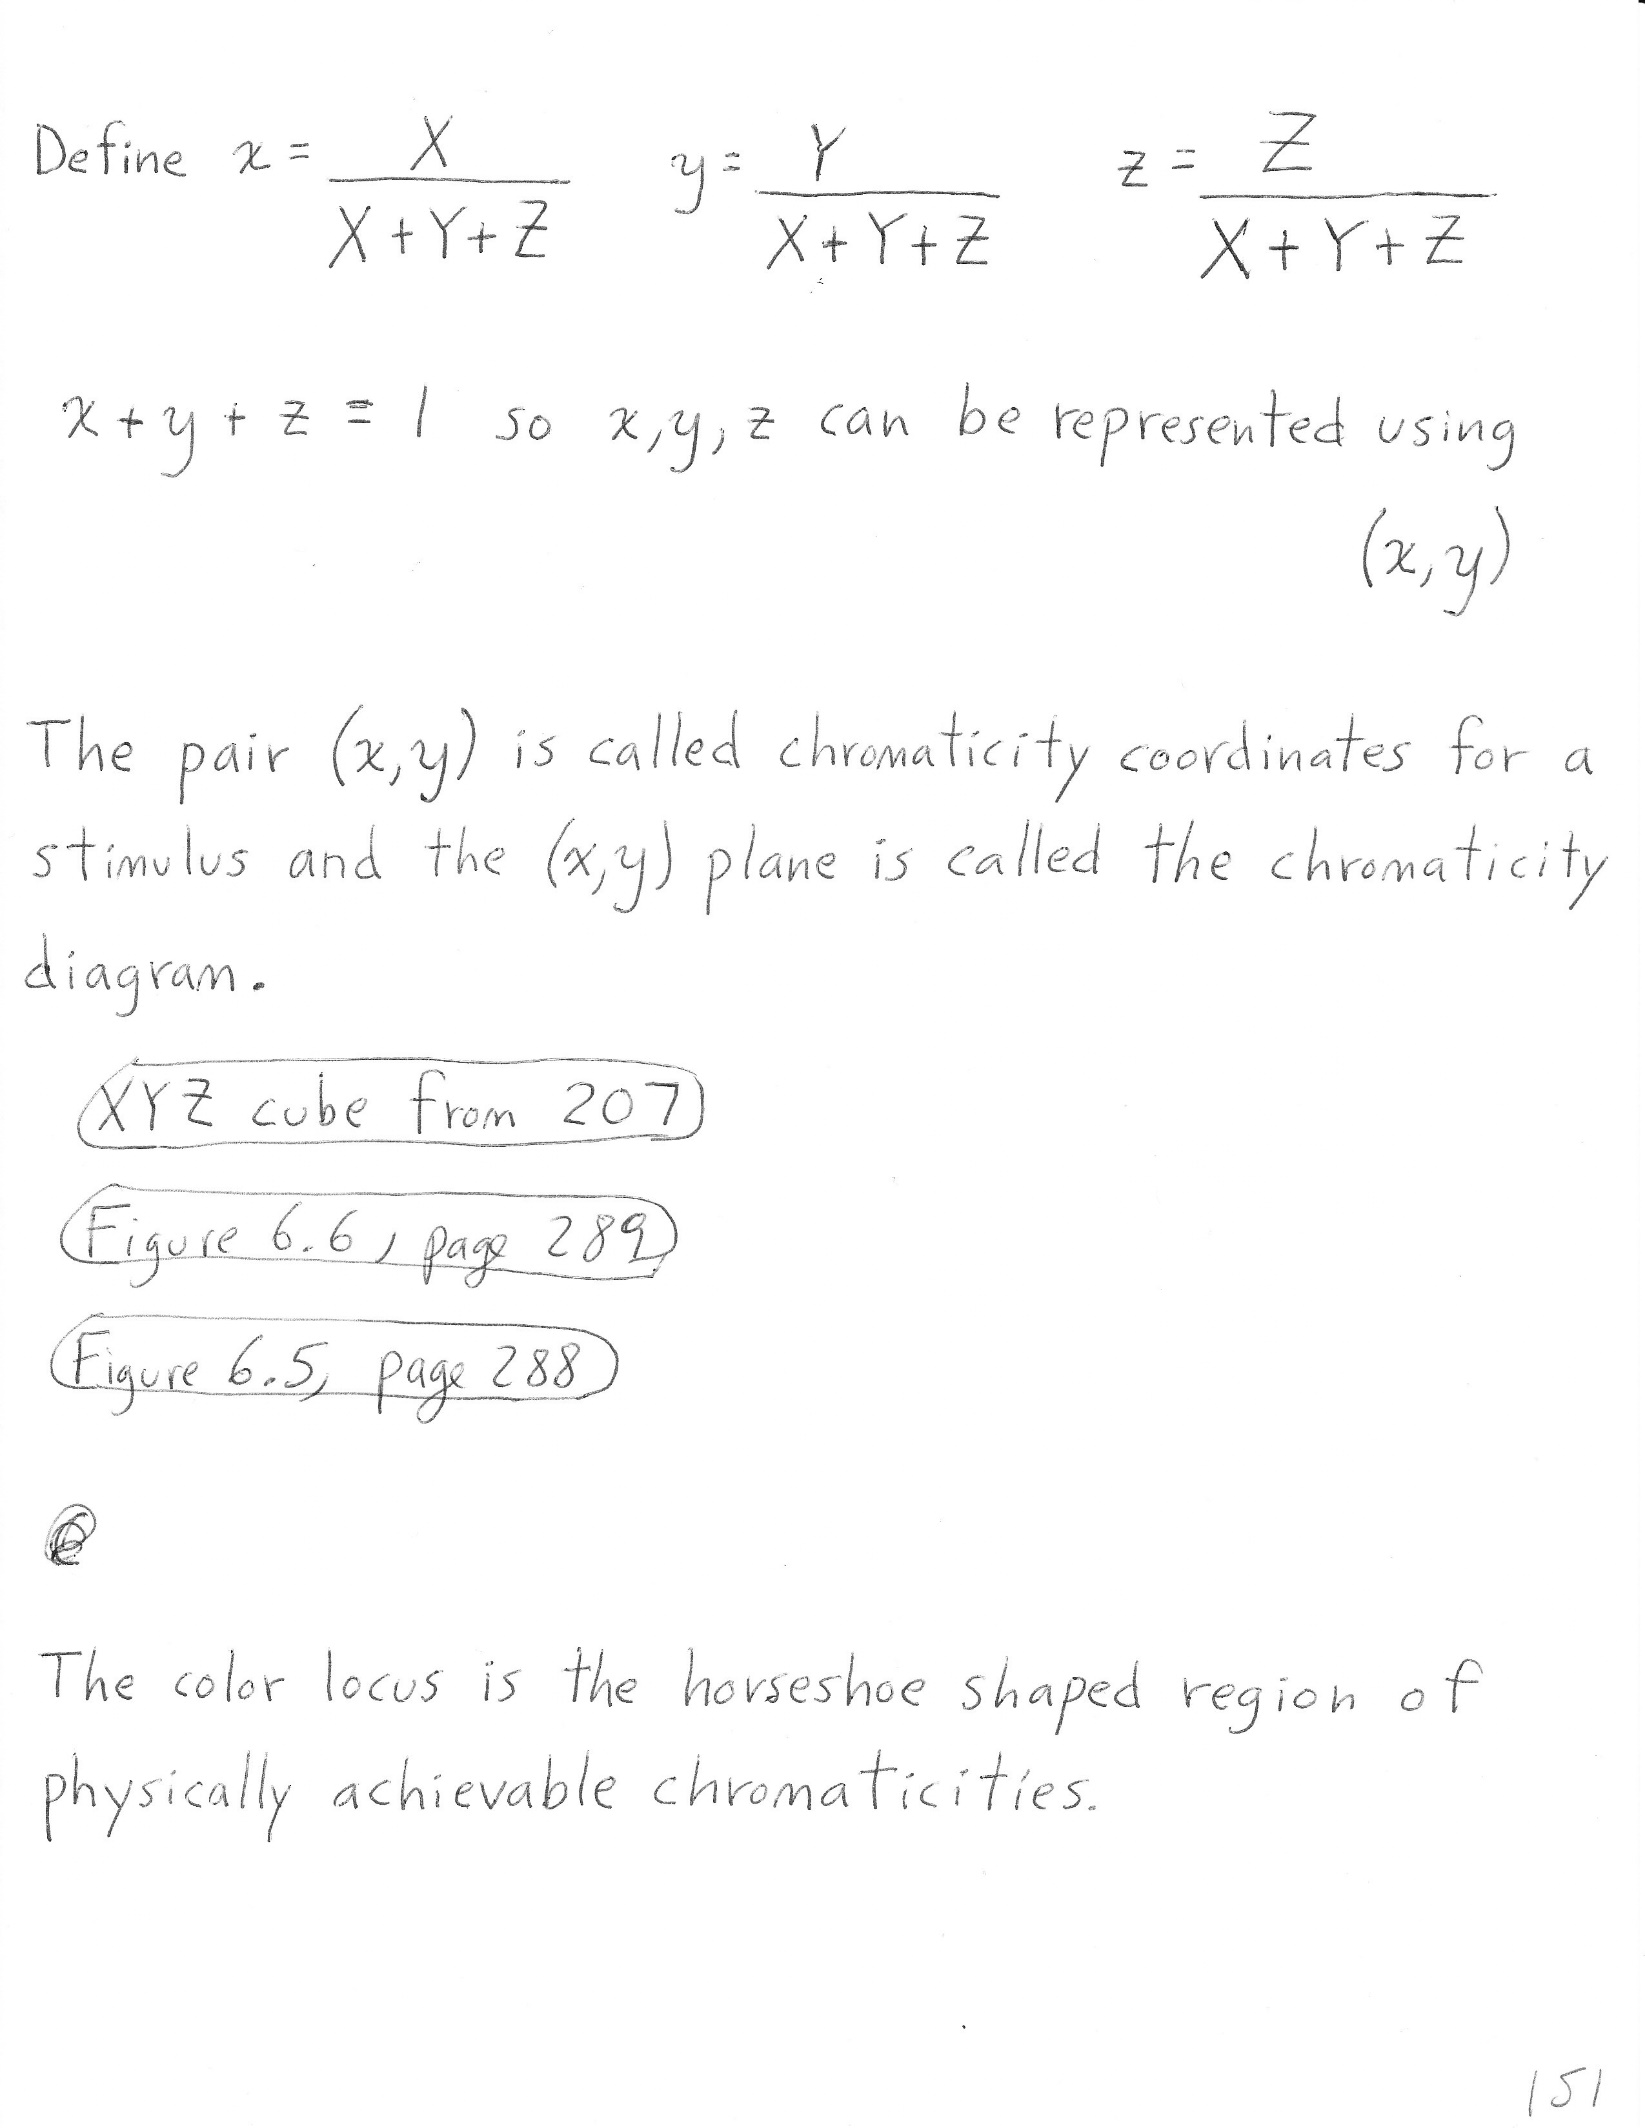 Define x = X / X+Y+Z y = Y / X+Y+Z z = Z / X+Y+Z
x + y + z = 1 so x, y, z can be represented using
(x, y)
The pair (x,y) is called chromaticity coordinates for a
stimulus and the (x,y) plane is called the chromaticity
diagram.
XYZ cube from 207
Figure 6.6, page 289
Figure 6.5, page 288
The color locus is the horseshoe shaped region of
physically achievable chromaticities.
151